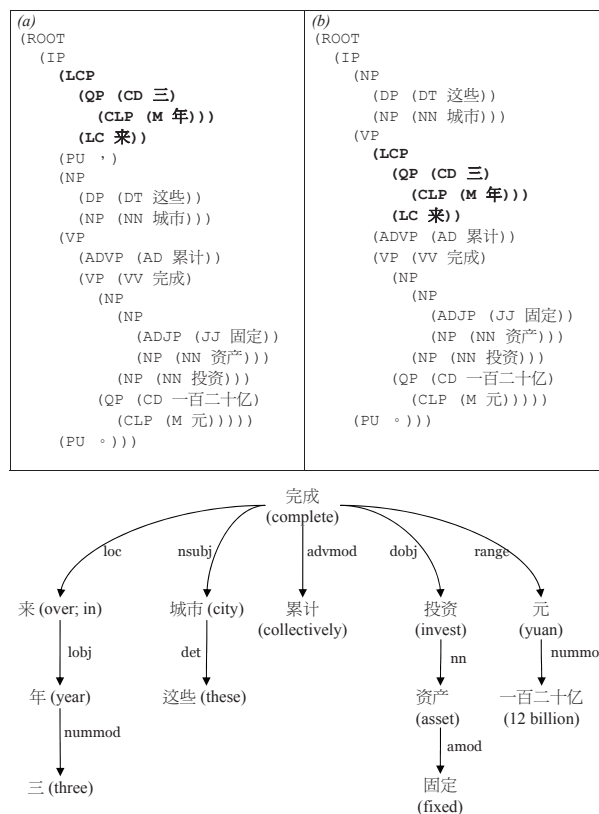 (a)
(ROOT
(IP
(LCP
(QP (CD 三)
(CLP (M 年)))
(LC 来))
(PU ，)
(NP
(DP (DT 这些))
(NP (NN 城市)))
(VP
(ADVP (AD 累计))
(VP (VV 完成)
(NP
(NP
(ADJP (JJ 固定))
(NP (NN 资产)))
(NP (NN 投资)))
(QP (CD 一百二十亿)
(CLP (M 元)))))
(PU 。)))
(b)
(ROOT
(IP
(NP
(DP (DT 这些))
(NP (NN 城市)))
(VP
(LCP
(QP (CD 三)
(CLP (M 年)))
(LC 来))
(ADVP (AD 累计))
(VP (VV 完成)
(NP
(NP
(ADJP (JJ 固定))
(NP (NN 资产)))
(NP (NN 投资)))
(QP (CD 一百二十亿)
(CLP (M 元)))))
(PU 。)))
完成
(complete)
loc nsubj advmod dobj range
来 (over; in) 城市 (city) 累计 投资 元
(collectively) (invest) (yuan)
lobj det nn nummo
年 (year) 这些 (these) 资产 一百二十亿
(asset) (12 billion)
nummod amod
三 (three) 固定
(fixed)